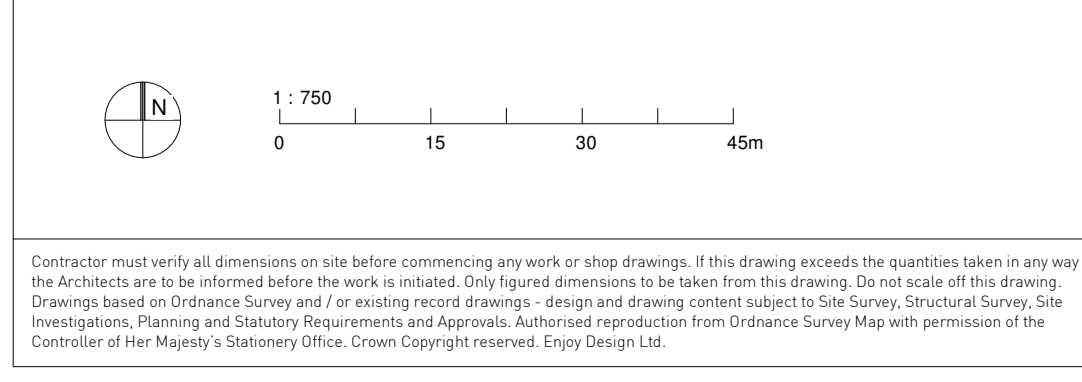 N
1 : 750
0 15 30 45m
Contractor must verify all dimensions on site before commencing any work or shop drawings. If this drawing exceeds the quantities taken in any way
the Architects are to be informed before the work is initiated. Only figured dimensions to be taken from this drawing. Do not scale off this drawing.
Drawings based on Ordnance Survey and / or existing record drawings - design and drawing content subject to Site Survey, Structural Survey, Site
Investigations, Planning and Statutory Requirements and Approvals. Authorised reproduction from Ordnance Survey Map with permission of the
Controller of Her Majesty's Stationery Office. Crown Copyright reserved. Enjoy Design Ltd.